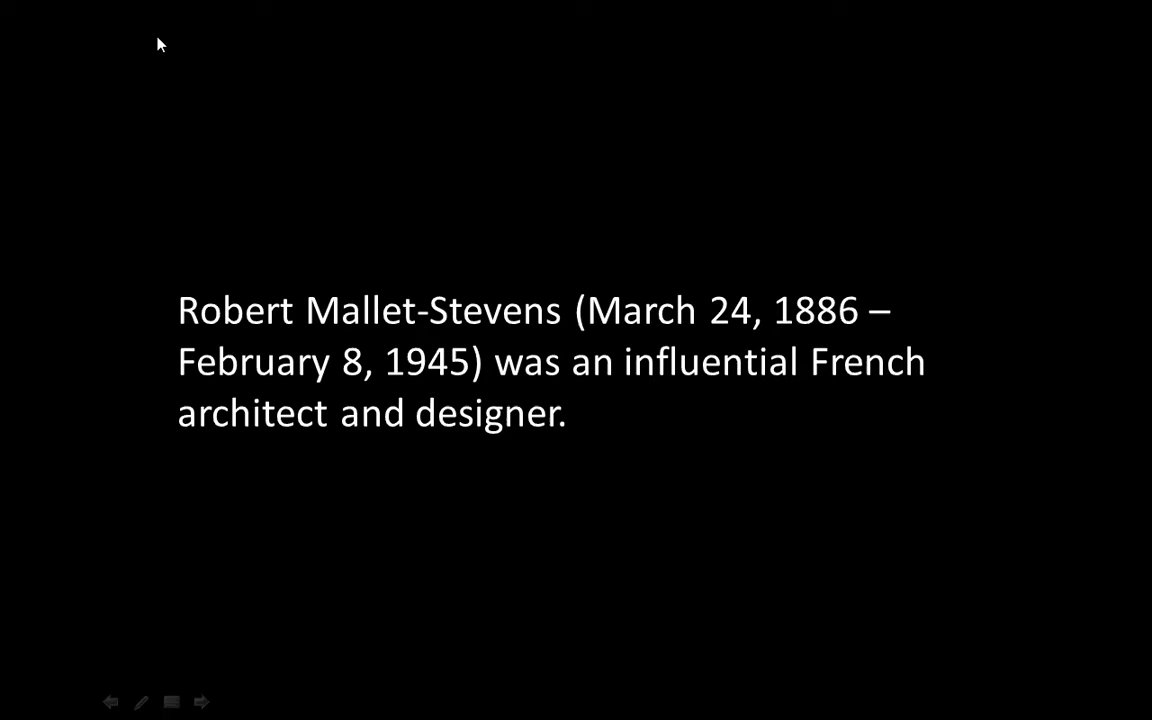 Robert Mallet-Stevens (March 24, 1886 –
February 8, 1945) was an influential French
architect and designer.